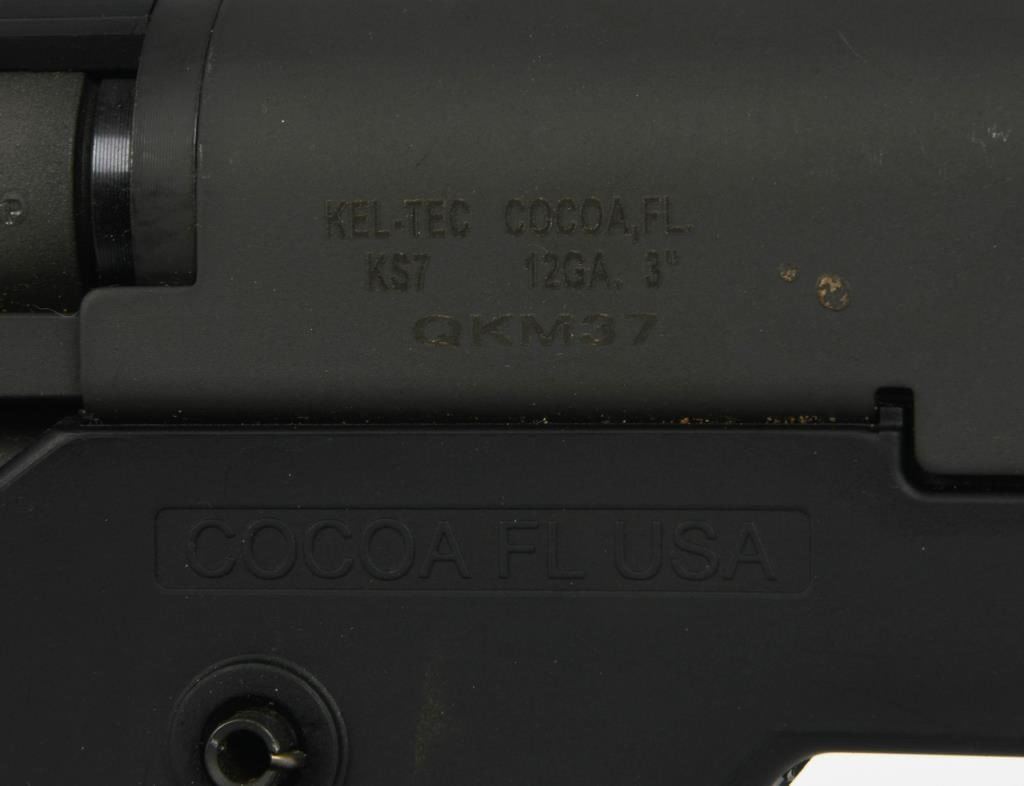 P
KEL-TEC COCOA,FL.
KS7 12GA. 3"
QKM37
COCOA FL USA